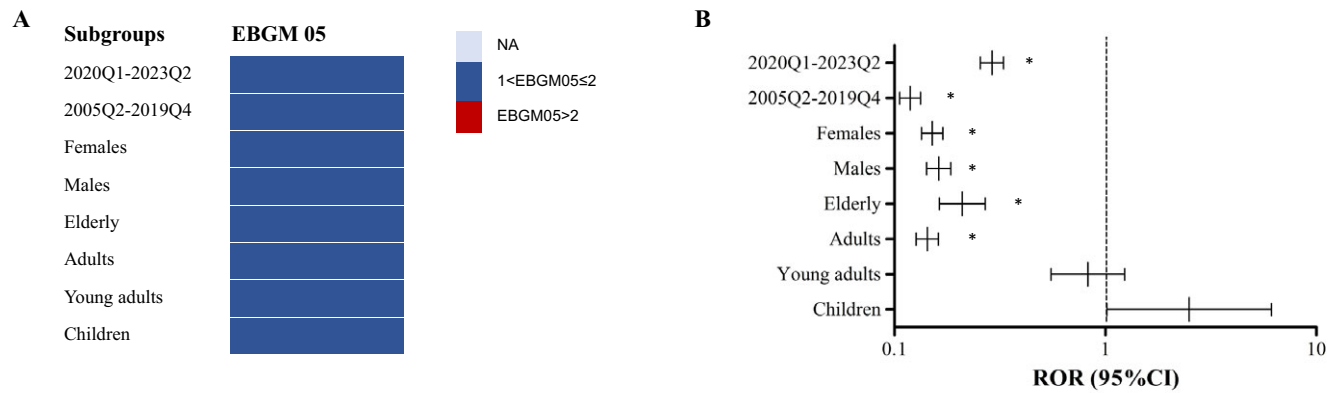 A
Subgroups EBGM 05
2020Q1-2023Q2
2005Q2-2019Q4
Females
Males
Elderly
Adults
Young adults
Children
NA
1<EBGM05≤2
EBGM05>2
B
2020Q1-2023Q2 *
2005Q2-2019Q4 *
Females *
Males *
Elderly *
Adults *
Young adults
Children
0.1 1 10
ROR (95%CI)